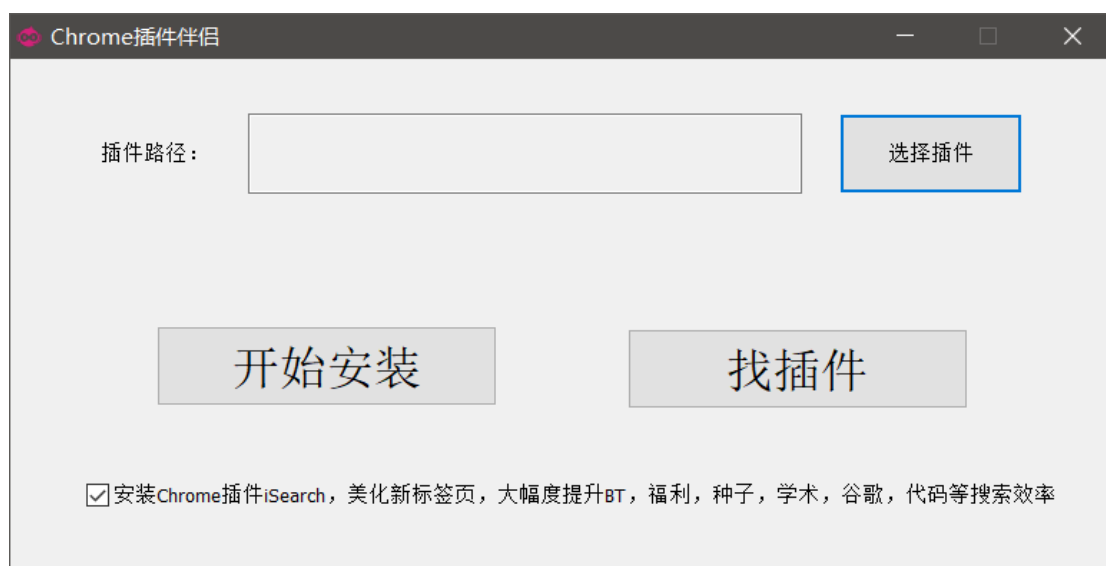 Chrome插件伴侣
插件路径：
选择插件
开始安装
找插件
安装Chrome插件iSearch，美化新标签页，大幅度提升BT，福利，种子，学术，谷歌，代码等搜索效率